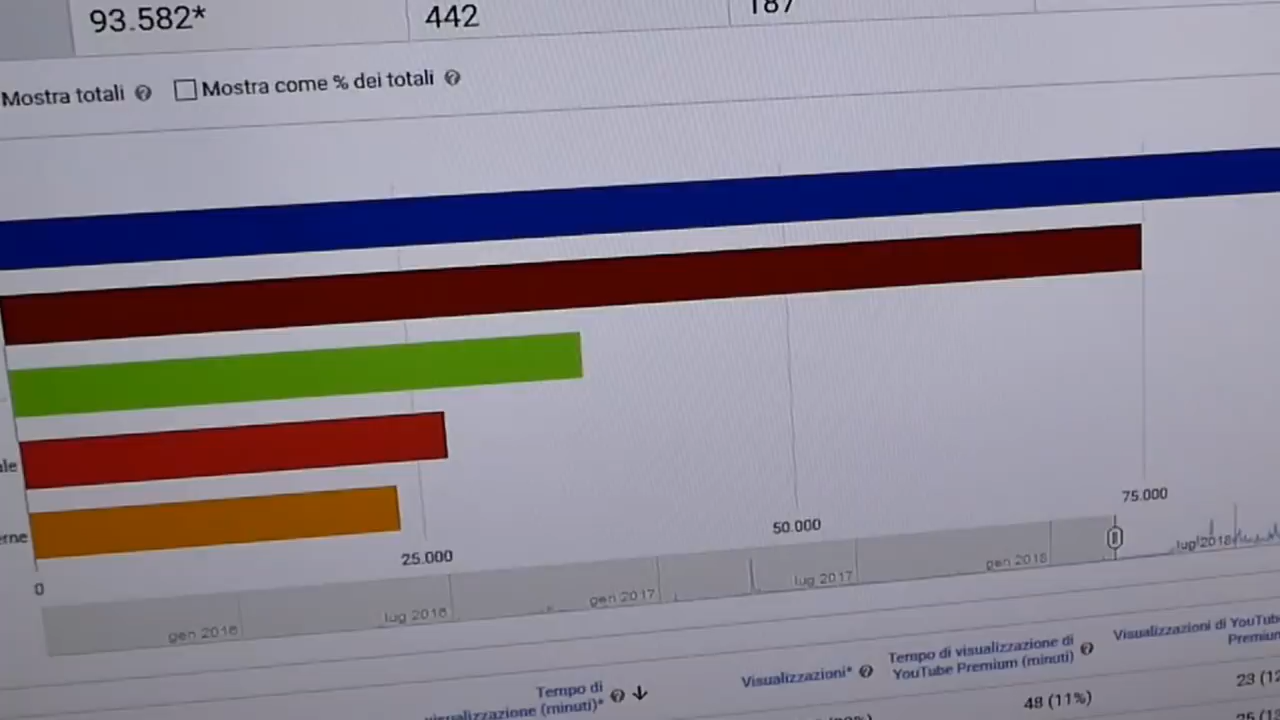 93.582*
442
187
Mostra totali
Mostra come % dei totali
75.000
50.000
25.000
0
lug 2018
gen 2018
lug 2017
gen 2017
lug 2016
gen 2016
Visualizzazioni di YouTube
Premium
Tempo di visualizzazione di
YouTube Premium (minuti)
Visualizzazioni*
Tempo di
visualizzazione (minuti)*
23
48 (11%)